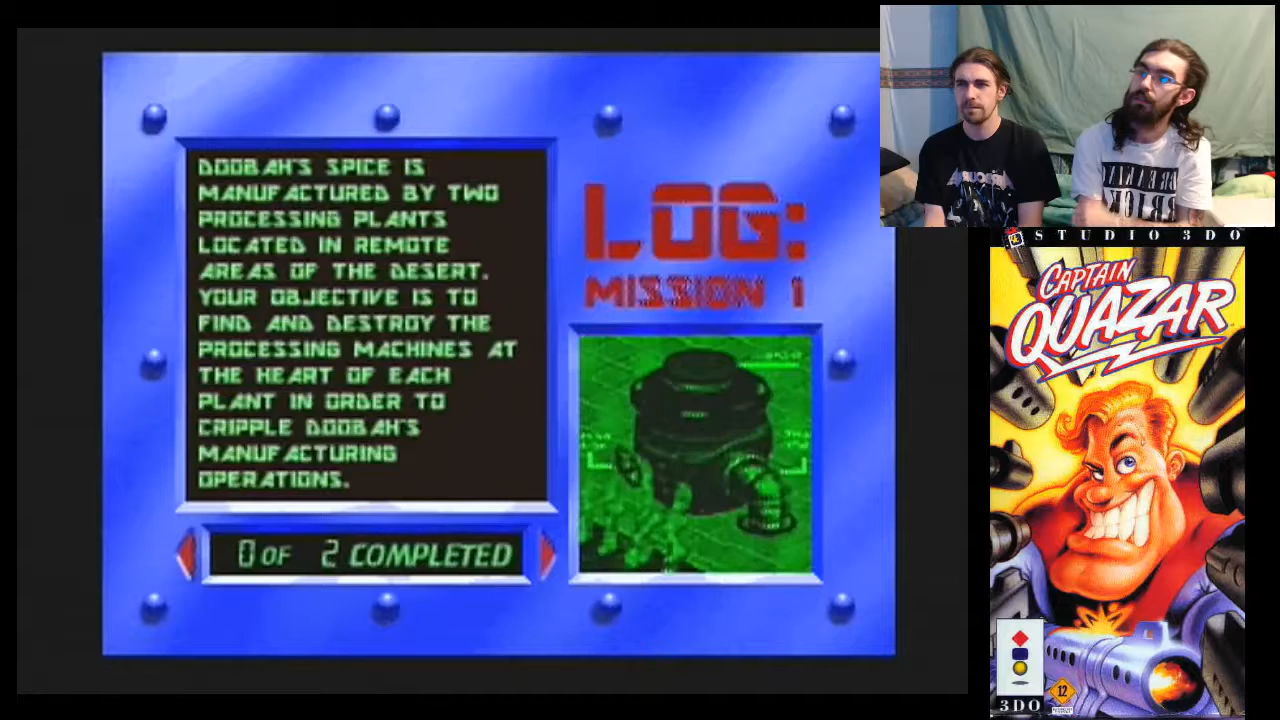 DOOBAH'S SPICE IS
MANUFACTURED BY TWO
PROCESSING PLANTS
LOCATED IN REMOTE
AREAS OF THE DESERT.
YOUR OBJECTIVE IS TO
FIND AND DESTROY THE
PROCESSING MACHINES AT
THE HEART OF EACH
PLANT IN ORDER TO
CRIPPLE DOOBAH'S
MANUFACTURING
OPERATIONS.
0 OF 2 COMPLETED
LOG:
MISSION 1
STUDIO 3DO
CAPTAIN
QUAZAR
12
3DO